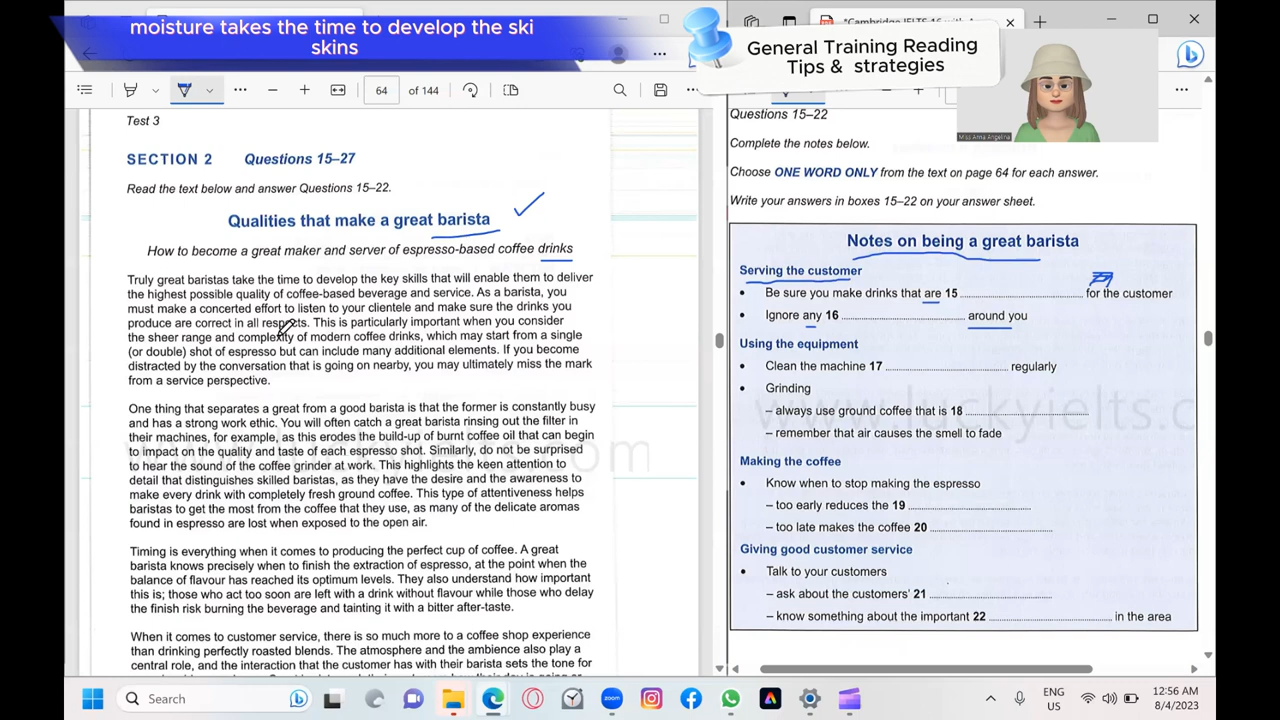 moisture takes the time to develop the ski
skins
General Training Reading
Tips & strategies
*Cambridge IELTS 16 with A
64
of 144
Miss Anna Angelina
Test 3
SECTION 2 Questions 15–27
Read the text below and answer Questions 15–22.
Qualities that make a great barista
How to become a great maker and server of espresso-based coffee drinks
Truly great baristas take the time to develop the key skills that will enable them to deliver
the highest possible quality of coffee-based beverage and service. As a barista, you
must make a concerted effort to listen to your clientele and make sure the drinks you
produce are correct in all respects. This is particularly important when you consider
the sheer range and complexity of modern coffee drinks, which may start from a single
(or double) shot of espresso but can include many additional elements. If you become
distracted by the conversation that is going on nearby, you may ultimately miss the mark
from a service perspective.
One thing that separates a great from a good barista is that the former is constantly busy
and has a strong work ethic. You will often catch a great barista rinsing out the filter in
their machines, for example, as this erodes the build-up of burnt coffee oil that can begin
to impact on the quality and taste of each espresso shot. Similarly, do not be surprised
to hear the sound of the coffee grinder at work. This highlights the keen attention to
detail that distinguishes skilled baristas, as they have the desire and the awareness to
make every drink with completely fresh ground coffee. This type of attentiveness helps
baristas to get the most from the coffee that they use, as many of the delicate aromas
found in espresso are lost when exposed to the open air.
Timing is everything when it comes to producing the perfect cup of coffee. A great
barista knows precisely when to finish the extraction of espresso, at the point when the
balance of flavour has reached its optimum levels. They also understand how important
this is; those who act too soon are left with a drink without flavour while those who delay
the finish risk burning the beverage and tainting it with a bitter after-taste.
When it comes to customer service, there is so much more to a coffee shop experience
than drinking perfectly roasted blends. The atmosphere and the ambience also play a
central role, and the interaction that the customer has with their barista sets the tone for
Questions 15–22
Complete the notes below.
Choose ONE WORD ONLY from the text on page 64 for each answer.
Write your answers in boxes 15–22 on your answer sheet.
Notes on being a great barista
Serving the customer
• Be sure you make drinks that are 15 .............................. for the customer
• Ignore any 16 .............................. around you
Using the equipment
• Clean the machine 17 .............................. regularly
• Grinding
– always use ground coffee that is 18 ..............................
– remember that air causes the smell to fade
Making the coffee
• Know when to stop making the espresso
– too early reduces the 19 ..............................
– too late makes the coffee 20 ..............................
Giving good customer service
• Talk to your customers
– ask about the customers' 21 ..............................
– know something about the important 22 .............................. in the area
www.luckyielts.c
Search
zoom
ENG
US
12:56 AM
8/4/2023